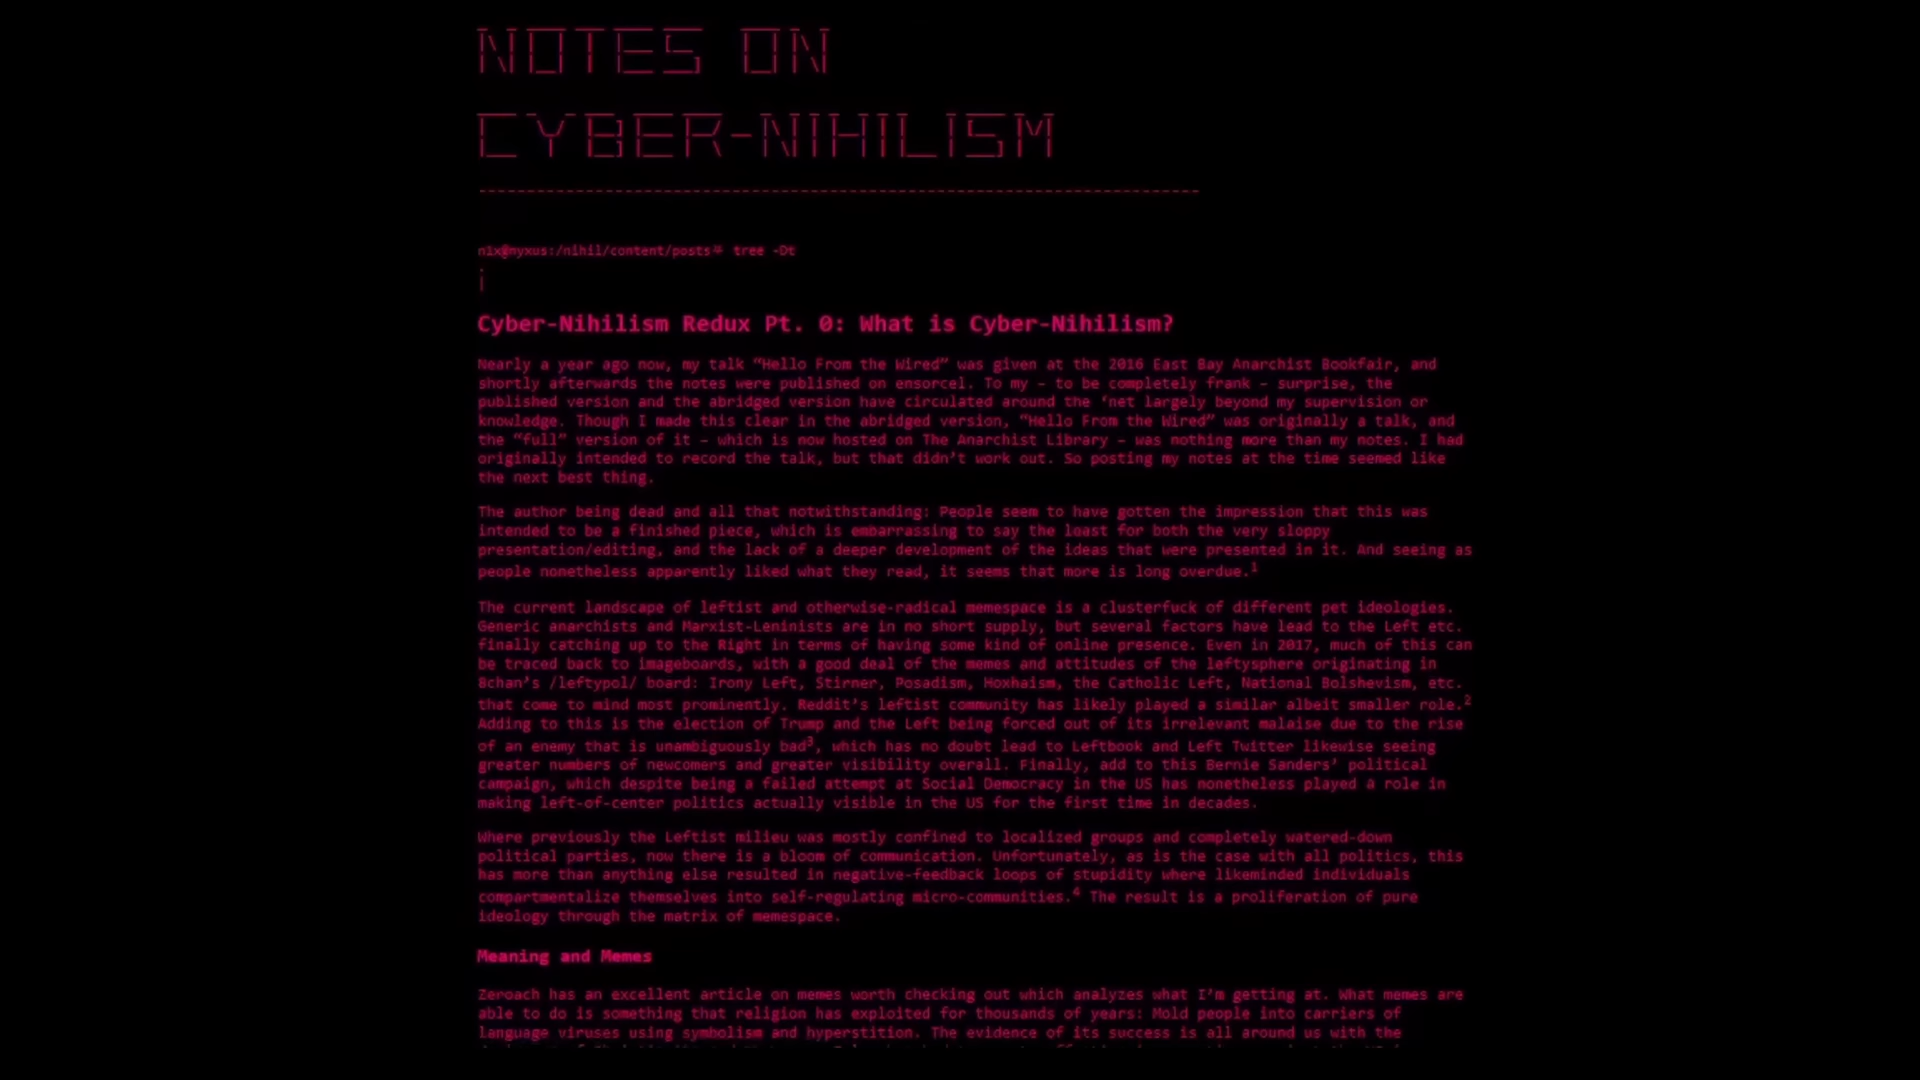 NOTES ON
CYBER-NIHILISM
--------------------------------------------------------------------------------
n1x@nyxus:/nihil/content/posts# tree -Dt
.
|
Cyber-Nihilism Redux Pt. 0: What is Cyber-Nihilism?
Nearly a year ago now, my talk “Hello From the Wired” was given at the 2016 East Bay Anarchist Bookfair, and
shortly afterwards the notes were published on ensorcel. To my – to be completely frank – surprise, the
published version and the abridged version have circulated around the ‘net largely beyond my supervision or
knowledge. Though I made this clear in the abridged version, “Hello From the Wired” was originally a talk, and
the “full” version of it – which is now hosted on The Anarchist Library – was nothing more than my notes. I had
originally intended to record the talk, but that didn’t work out. So posting my notes at the time seemed like
the next best thing.
The author being dead and all that notwithstanding: People seem to have gotten the impression that this was
intended to be a finished piece, which is embarrassing to say the least for both the very sloppy
presentation/editing, and the lack of a deeper development of the ideas that were presented in it. And seeing as
people nonetheless apparently liked what they read, it seems that more is long overdue.1
The current landscape of leftist and otherwise-radical memespace is a clusterfuck of different pet ideologies.
Generic anarchists and Marxist-Leninists are in no short supply, but several factors have lead to the Left etc.
finally catching up to the Right in terms of having some kind of online presence. Even in 2017, much of this can
be traced back to imageboards, with a good deal of the memes and attitudes of the leftysphere originating in
8chan’s /leftypol/ board: Irony Left, Stirner, Posadism, Hoxhaism, the Catholic Left, National Bolshevism, etc.
that come to mind most prominently. Reddit’s leftist community has likely played a similar albeit smaller role.2
Adding to this is the election of Trump and the Left being forced out of its irrelevant malaise due to the rise
of an enemy that is unambiguously bad3, which has no doubt lead to Leftbook and Left Twitter likewise seeing
greater numbers of newcomers and greater visibility overall. Finally, add to this Bernie Sanders’ political
campaign, which despite being a failed attempt at Social Democracy in the US has nonetheless played a role in
making left-of-center politics actually visible in the US for the first time in decades.
Where previously the Leftist milieu was mostly confined to localized groups and completely watered-down
political parties, now there is a bloom of communication. Unfortunately, as is the case with all politics, this
has more than anything else resulted in negative-feedback loops of stupidity where likeminded individuals
compartmentalize themselves into self-regulating micro-communities.4 The result is a proliferation of pure
ideology through the matrix of memespace.
Meaning and Memes
Zeroach has an excellent article on memes worth checking out which analyzes what I’m getting at. What memes are
able to do is something that religion has exploited for thousands of years: Mold people into carriers of
language viruses using symbolism and hyperstition. The evidence of its success is all around us with the